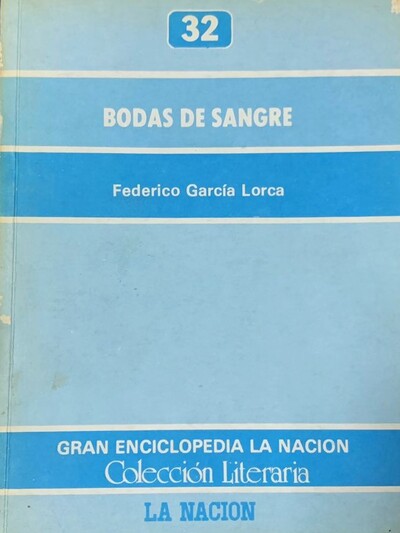 32
BODAS DE SANGRE
Federico García Lorca
GRAN ENCICLOPEDIA LA NACION
Colección Literaria
LA NACION